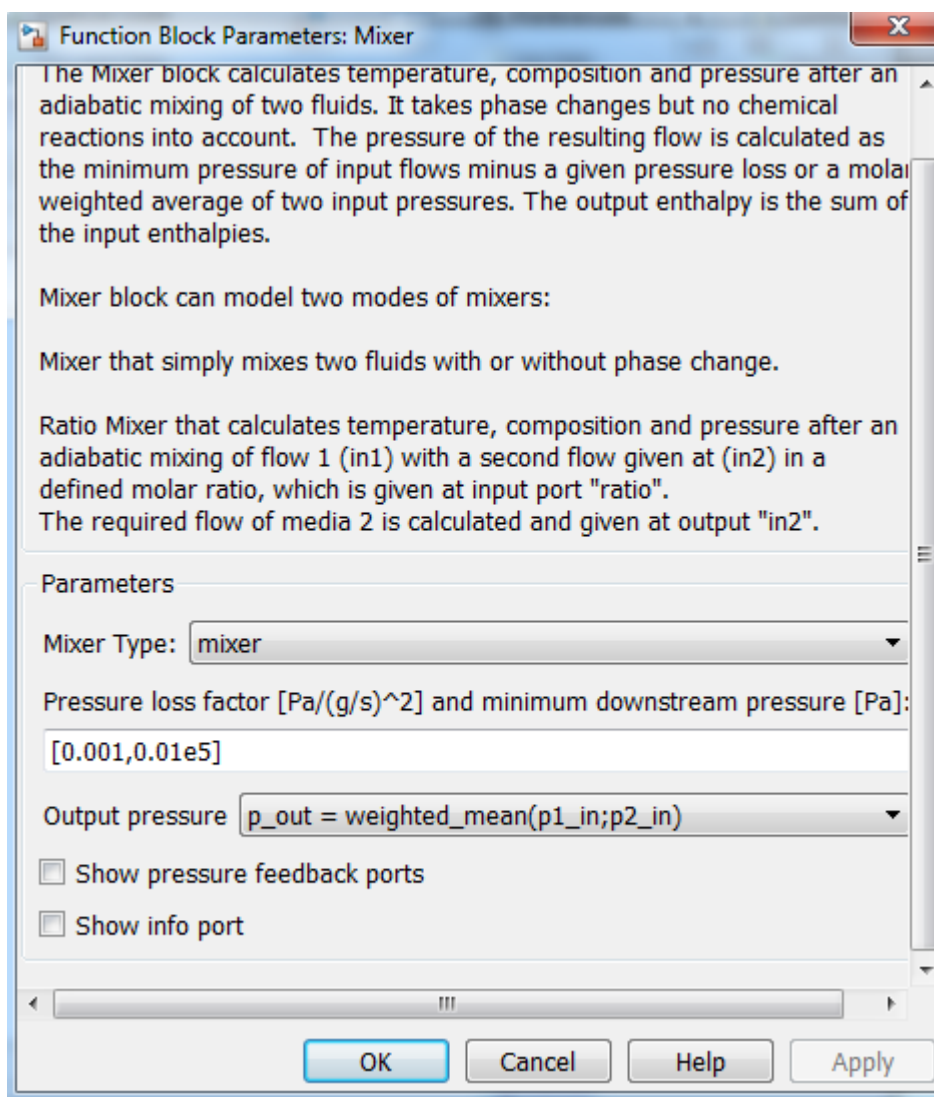 Function Block Parameters: Mixer
The Mixer block calculates temperature, composition and pressure after an
adiabatic mixing of two fluids. It takes phase changes but no chemical
reactions into account.  The pressure of the resulting flow is calculated as
the minimum pressure of input flows minus a given pressure loss or a molar
weighted average of two input pressures. The output enthalpy is the sum of
the input enthalpies.
Mixer block can model two modes of mixers:
Mixer that simply mixes two fluids with or without phase change.
Ratio Mixer that calculates temperature, composition and pressure after an
adiabatic mixing of flow 1 (in1) with a second flow given at (in2) in a
defined molar ratio, which is given at input port "ratio".
The required flow of media 2 is calculated and given at output "in2".
Parameters
Mixer Type: mixer
Pressure loss factor [Pa/(g/s)^2] and minimum downstream pressure [Pa]:
[0.001,0.01e5]
Output pressure p_out = weighted_mean(p1_in;p2_in)
Show pressure feedback ports
Show info port
OK Cancel Help Apply